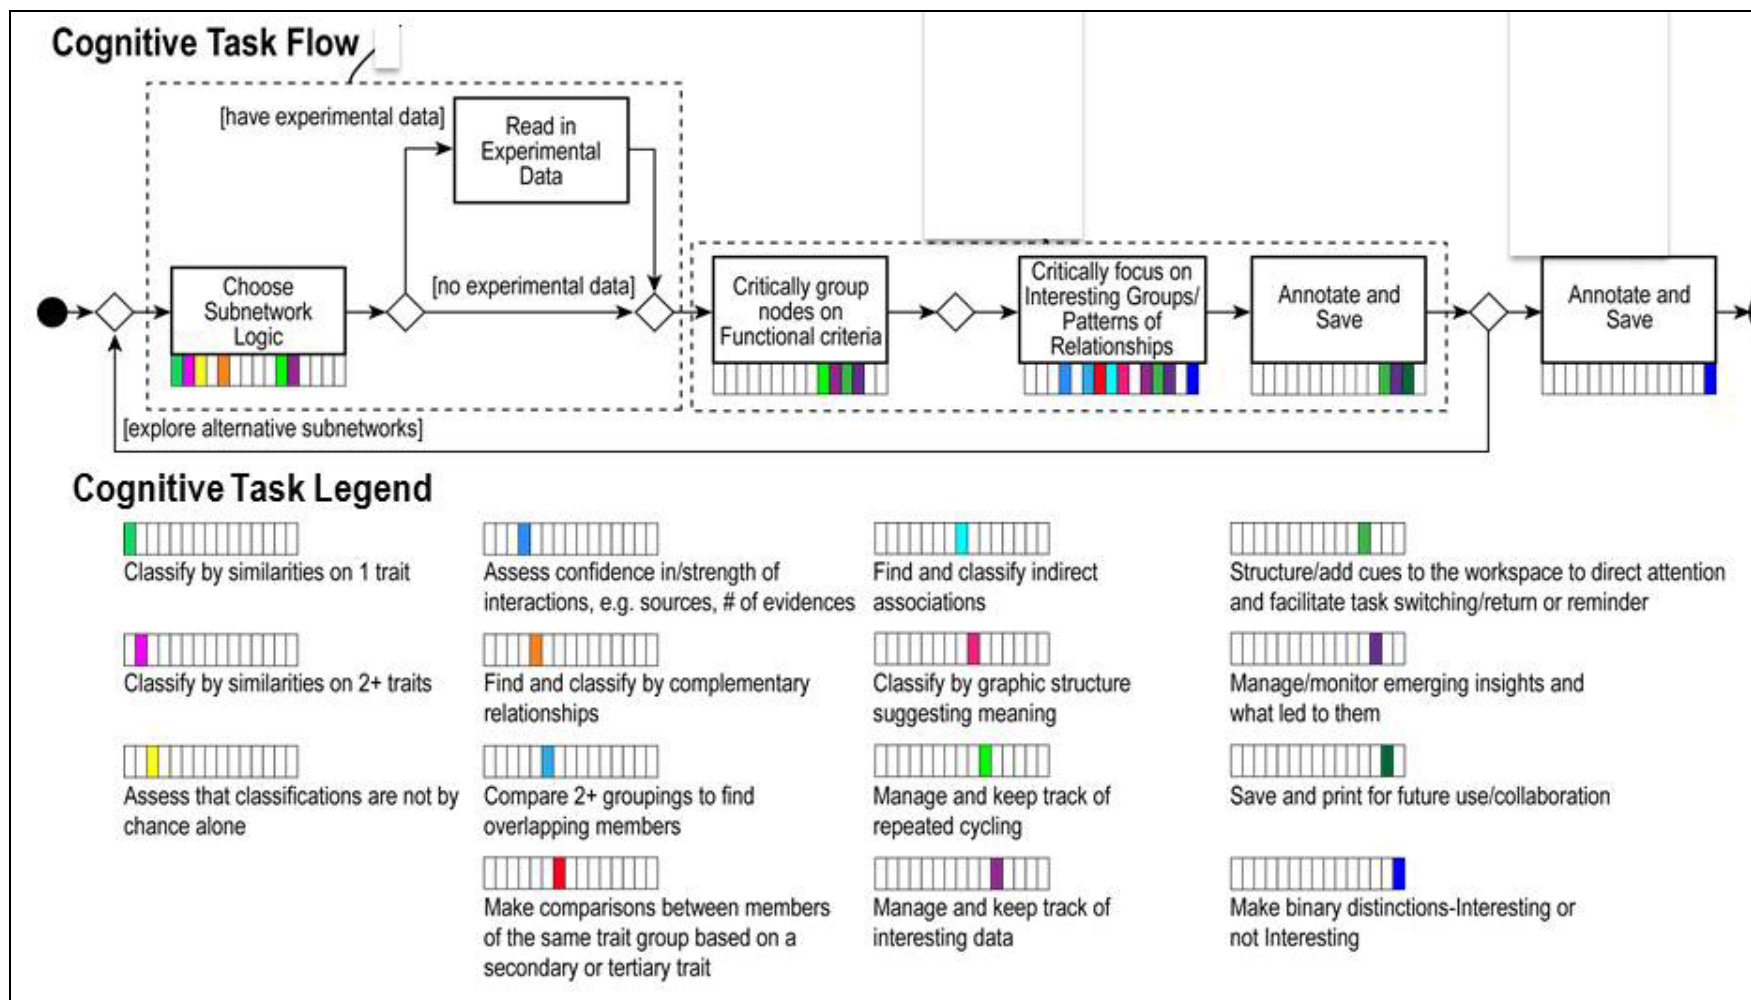 Cognitive Task Flow
[have experimental data]
Read in
Experimental
Data
Choose
Subnetwork
Logic
[no experimental data]
Critically group
nodes on
Functional criteria
Critically focus on
Interesting Groups/
Patterns of
Relationships
Annotate and
Save
Annotate and
Save
[explore alternative subnetworks]
Cognitive Task Legend
Classify by similarities on 1 trait
Classify by similarities on 2+ traits
Assess that classifications are not by
chance alone
Assess confidence in/strength of
interactions, e.g. sources, # of evidences
Find and classify by complementary
relationships
Compare 2+ groupings to find
overlapping members
Make comparisons between members
of the same trait group based on a
secondary or tertiary trait
Find and classify indirect
associations
Classify by graphic structure
suggesting meaning
Manage and keep track of
repeated cycling
Manage and keep track of
interesting data
Structure/add cues to the workspace to direct attention
and facilitate task switching/return or reminder
Manage/monitor emerging insights and
what led to them
Save and print for future use/collaboration
Make binary distinctions-Interesting or
not Interesting